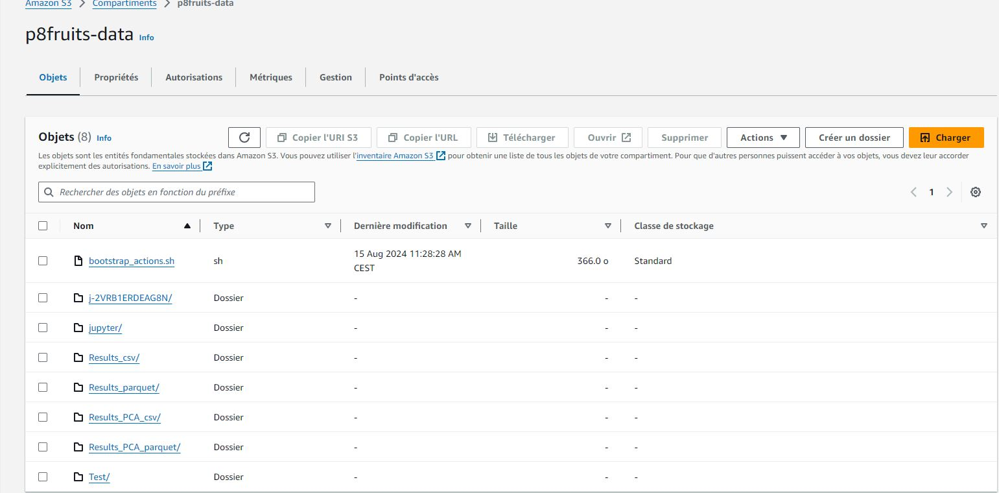 Amazon S3 > Compartiments > p8fruits-data
p8fruits-data Info
Objets Propriétés Autorisations Métriques Gestion Points d'accès
Objets (8) Info Copier l'URI S3 Copier l'URL Télécharger Ouvrir Supprimer Actions Créer un dossier Charger
Les objets sont les entités fondamentales stockées dans Amazon S3. Vous pouvez utiliser l'inventaire Amazon S3 pour obtenir une liste de tous les objets de votre compartiment. Pour que d'autres personnes puissent accéder à vos objets, vous devez leur accorder
explicitement des autorisations. En savoir plus
Rechercher des objets en fonction du préfixe 1
Nom Type Dernière modification Taille Classe de stockage
bootstrap_actions.sh sh 15 Aug 2024 11:28:28 AM CEST 366.0 o Standard
j-2VRB1ERDEAG8N/ Dossier - - -
jupyter/ Dossier - - -
Results_csv/ Dossier - - -
Results_parquet/ Dossier - - -
Results_PCA_csv/ Dossier - - -
Results_PCA_parquet/ Dossier - - -
Test/ Dossier - - -